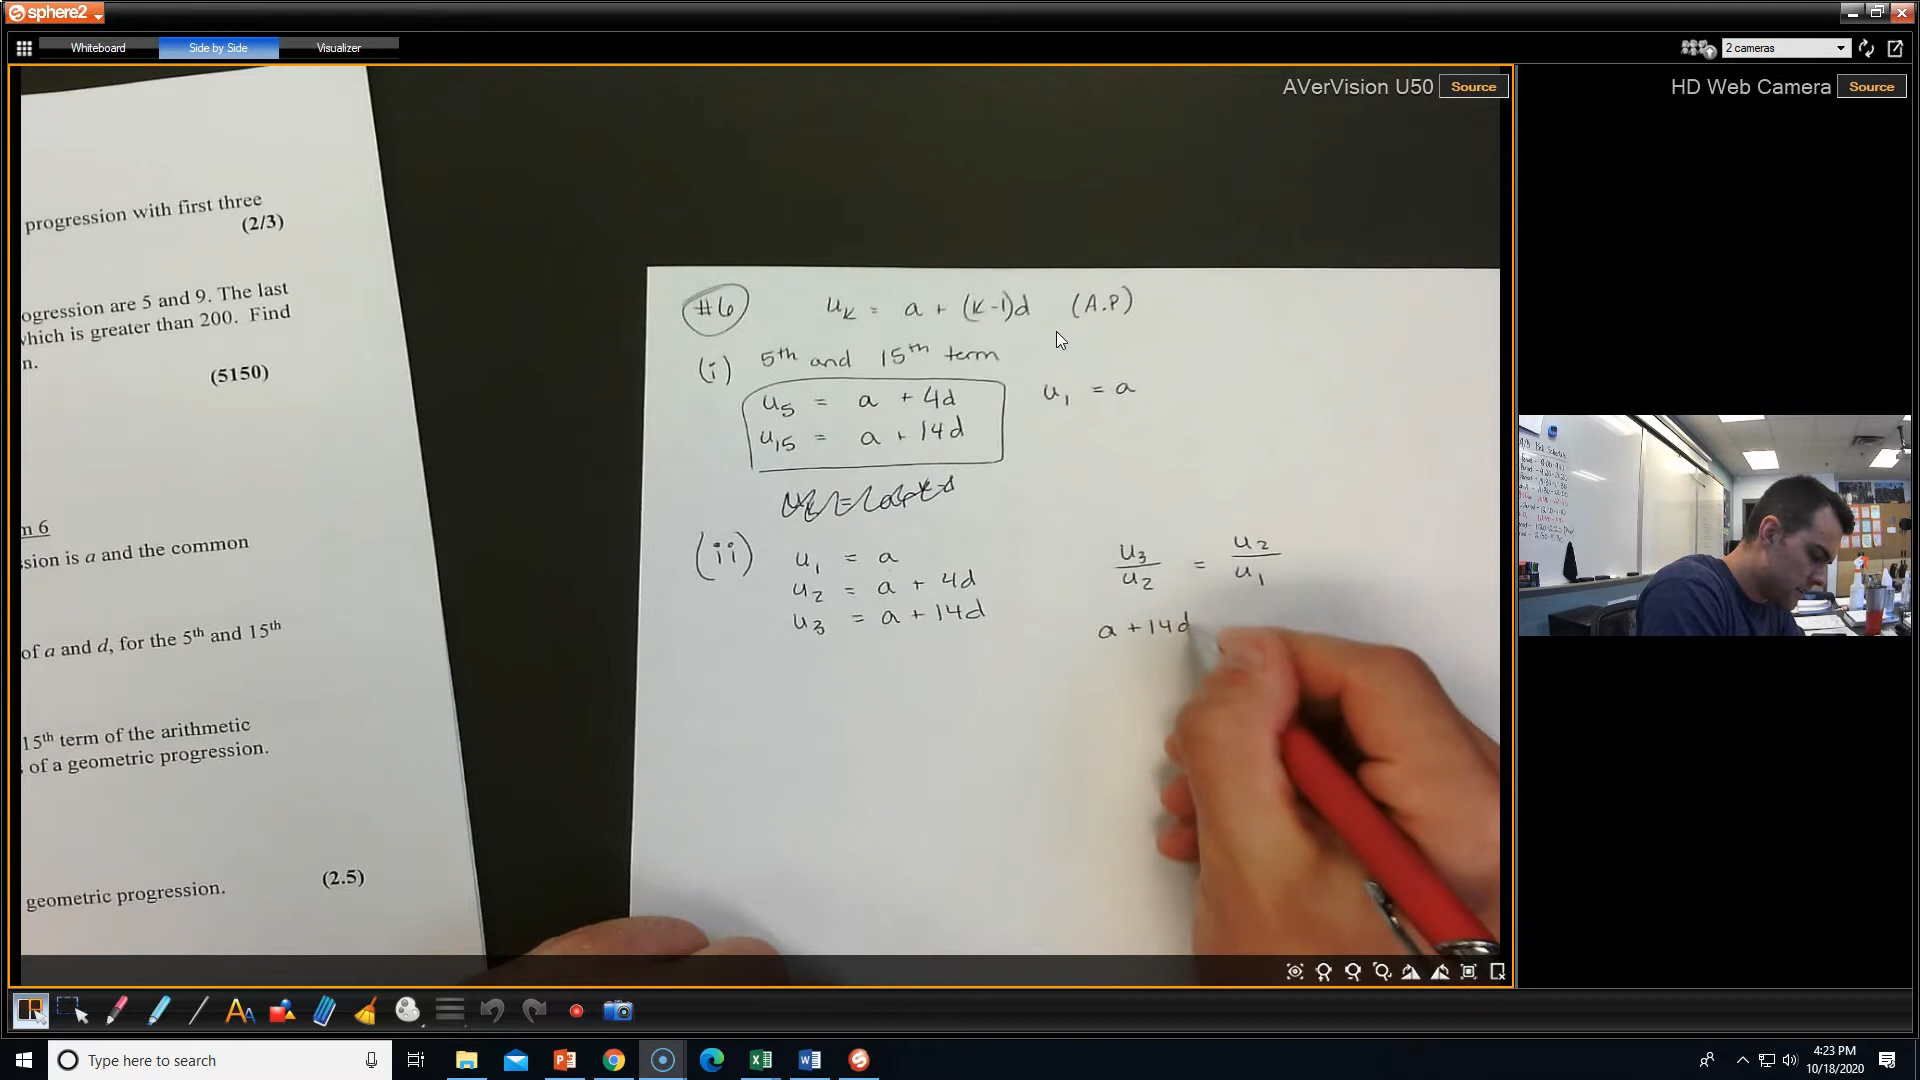 sphere2
Whiteboard
Side by Side
Visualizer
2 cameras
AVerVision U50
Source
HD Web Camera
Source
progression with first three
(2/3)
ogression are 5 and 9. The last
which is greater than 200. Find
n.
(5150)
m 6
sion is a and the common
of a and d, for the 5th and 15th
15th term of the arithmetic
of a geometric progression.
(2.5)
geometric progression.
#6
uK = a + (K-1)d (A.P)
(i) 5th and 15th term
u5 = a + 4d
u15 = a + 14d
u1 = a
(ii) u1 = a
u2 = a + 4d
u3 = a + 14d
u3/u2 = u2/u1
a + 14d
Type here to search
4:23 PM
10/18/2020